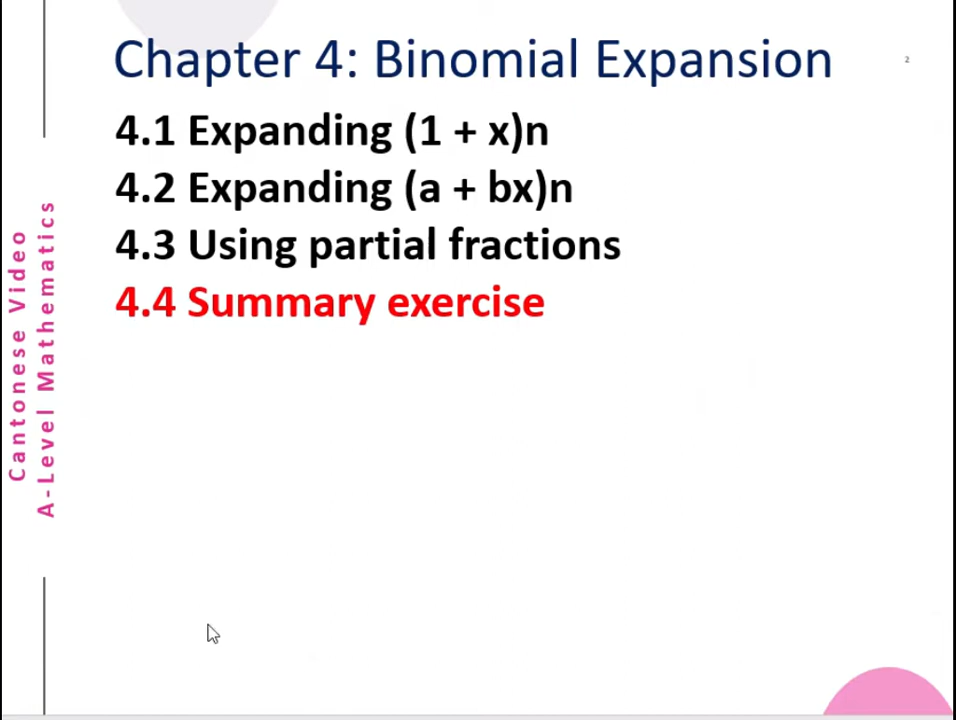 Chapter 4: Binomial Expansion
2
4.1 Expanding (1 + x)n
4.2 Expanding (a + bx)n
4.3 Using partial fractions
4.4 Summary exercise
Cantonese Video
A-Level Mathematics